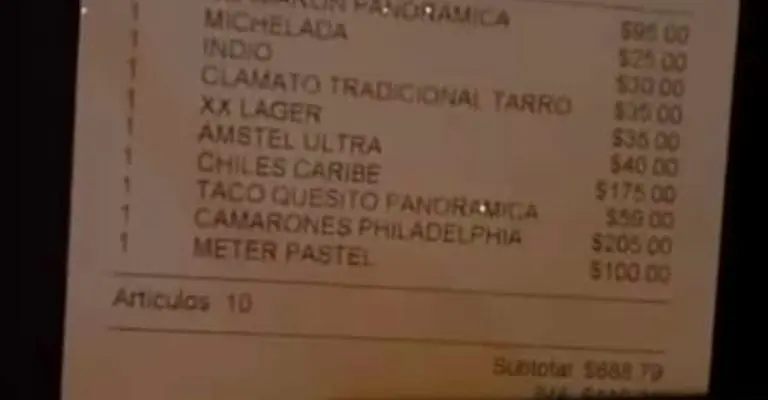 PANORAMICA $95.00
1 MICHELADA $25.00
1 INDIO $30.00
1 CLAMATO TRADICIONAL TARRO $35.00
1 XX LAGER $35.00
1 AMSTEL ULTRA $40.00
1 CHILES CARIBE $175.00
1 TACO QUESITO PANORAMICA $59.00
1 CAMARONES PHILADELPHIA $205.00
1 METER PASTEL $100.00
Articulos 10
Subtotal $688.79